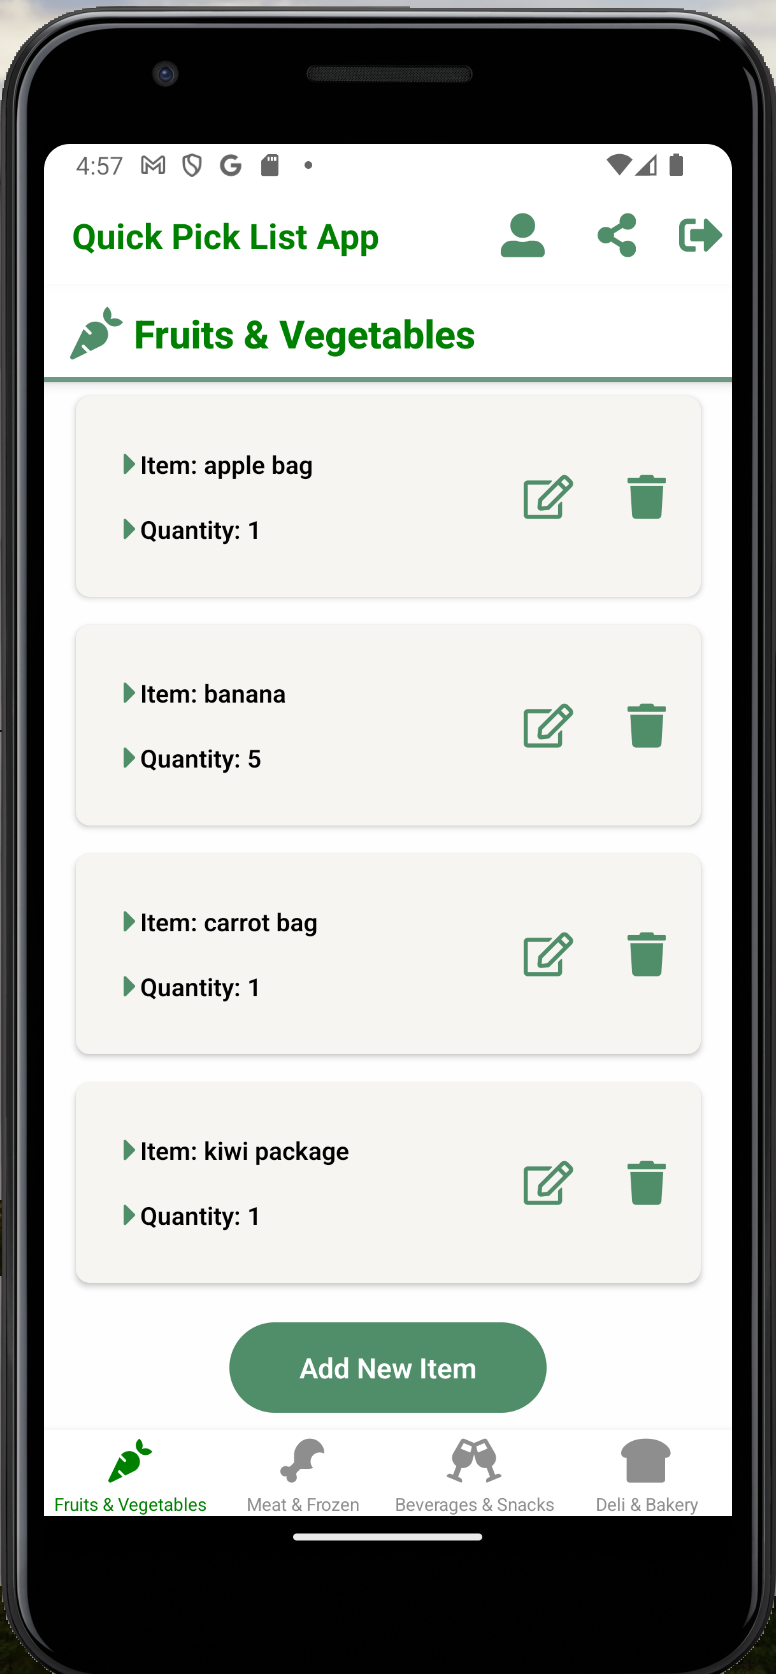 4:57
Quick Pick List App
Fruits & Vegetables
Item: apple bag
Quantity: 1
Item: banana
Quantity: 5
Item: carrot bag
Quantity: 1
Item: kiwi package
Quantity: 1
Add New Item
Fruits & Vegetables
Meat & Frozen
Beverages & Snacks
Deli & Bakery